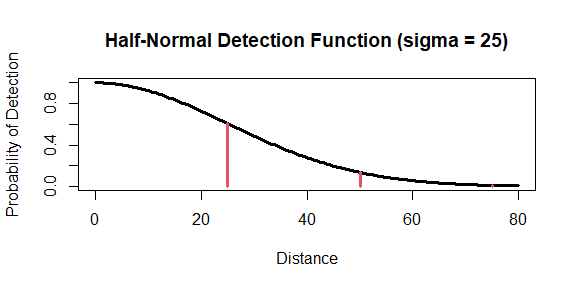 Half-Normal Detection Function (sigma = 25)
Probability of Detection
0.8
0.4
0.0
0 20 40 60 80
Distance